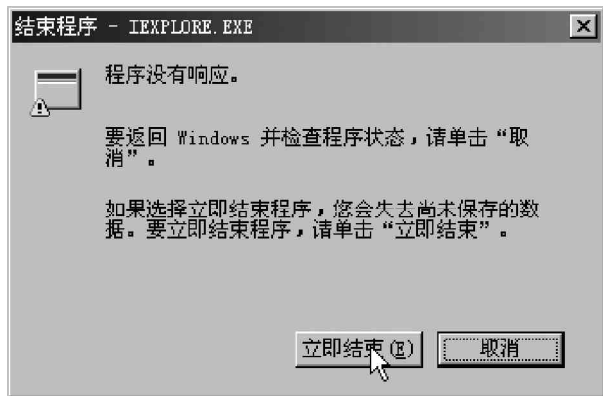 结束程序 - IEXPLORE.EXE
程序没有响应。
要返回 Windows 并检查程序状态，请单击“取
消”。
如果选择立即结束程序，您会失去尚未保存的数
据。要立即结束程序，请单击“立即结束”。
立即结束(E) 取消